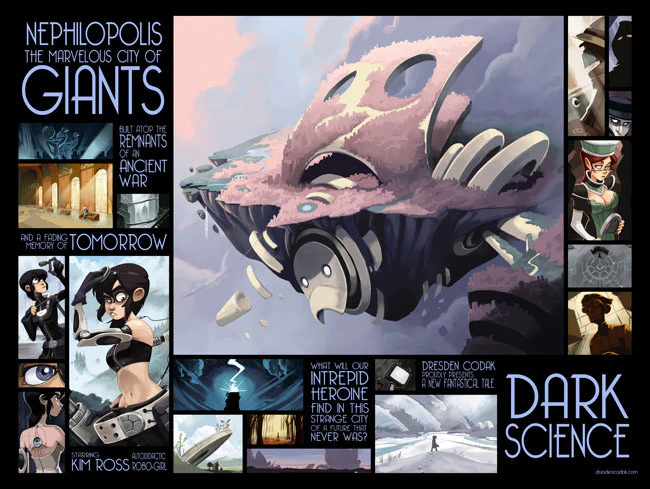 NEPHILOPOLIS
THE MARVELOUS CITY OF
GIANTS
BUILT ATOP THE
REMNANTS
OF AN
ANCIENT
WAR
AND A FADING
MEMORY OF TOMORROW
STARRING
KIM ROSS
AUTODIDACTIC
ROBO-GIRL
WHAT WILL OUR
INTREPID
HEROINE
FIND IN THIS
STRANGE CITY
OF A FUTURE THAT
NEVER WAS?
DRESDEN CODAK
PROUDLY PRESENTS
A NEW FANTASTICAL TALE
DARK
SCIENCE
dresdencodak.com